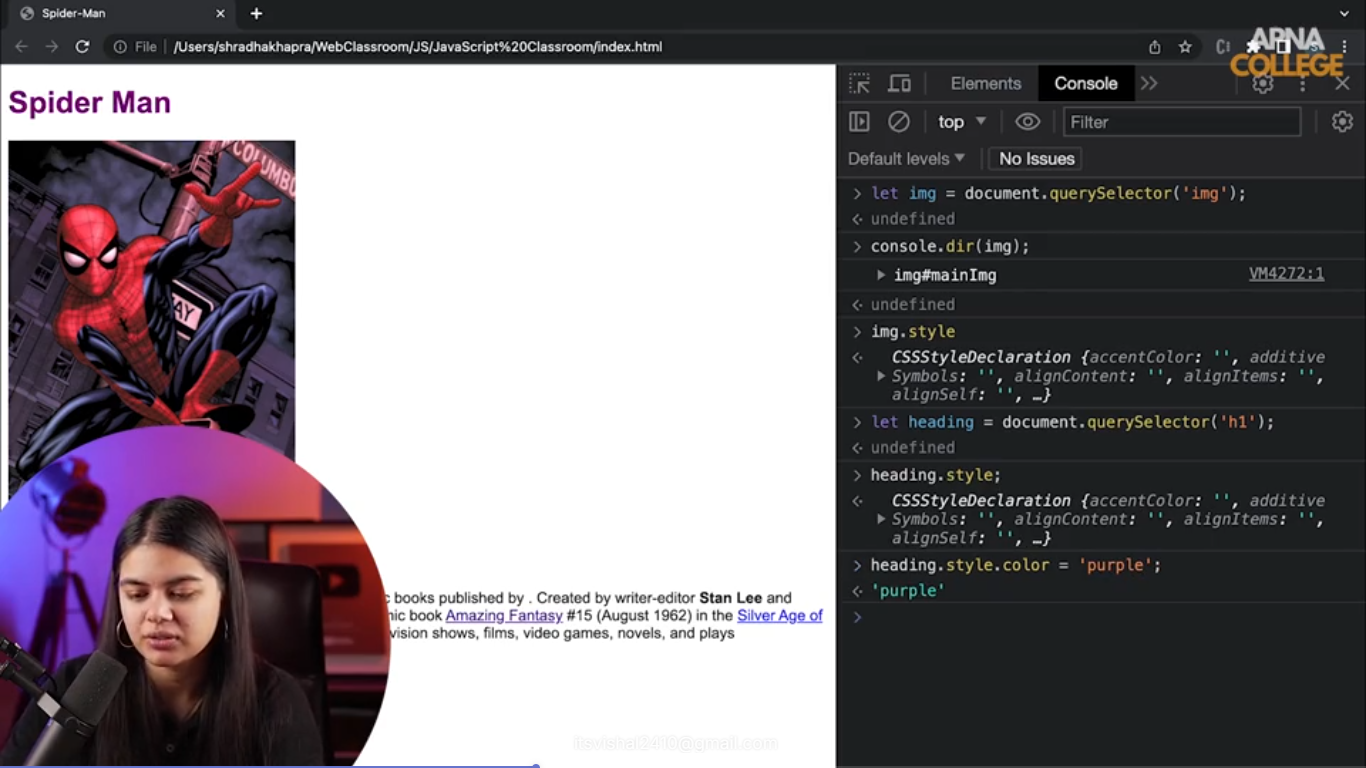 Spider-Man
File
/Users/shradhakhapra/WebClassroom/JS/JavaScript%20Classroom/index.html
APNA
COLLEGE
Spider Man
COLUMBU
AY
c books published by . Created by writer-editor Stan Lee and
nic book Amazing Fantasy #15 (August 1962) in the Silver Age of
vision shows, films, video games, novels, and plays
Elements
Console
top
Filter
Default levels
No Issues
> let img = document.querySelector('img');
undefined
> console.dir(img);
img#mainImg VM4272:1
undefined
> img.style
CSSStyleDeclaration {accentColor: '', additive
Symbols: '', alignContent: '', alignItems: '',
alignSelf: '', …}
> let heading = document.querySelector('h1');
undefined
> heading.style;
CSSStyleDeclaration {accentColor: '', additive
Symbols: '', alignContent: '', alignItems: '',
alignSelf: '', …}
> heading.style.color = 'purple';
'purple'
>
itsvishal2410@gmail.com